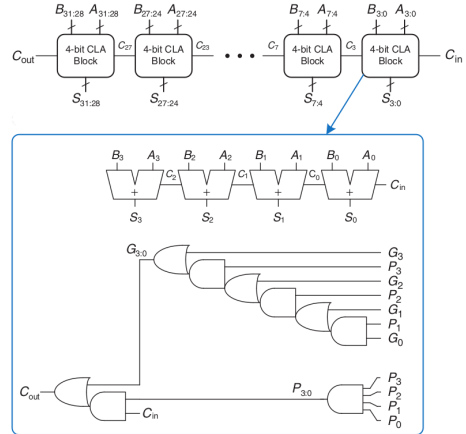 B31:28 A31:28 B27:24 A27:24 B7:4 A7:4 B3:0 A3:0
Cout 4-bit CLA Block C27 4-bit CLA Block C23 C7 4-bit CLA Block C3 4-bit CLA Block Cin
S31:28 S27:24 S7:4 S3:0
B3 A3 B2 A2 B1 A1 B0 A0
+ C2 + C1 + C0 + Cin
S3 S2 S1 S0
G3:0 G3
P3
G2
P2
G1
P1
G0
P3:0 P3
P2
P1
P0
Cout Cin